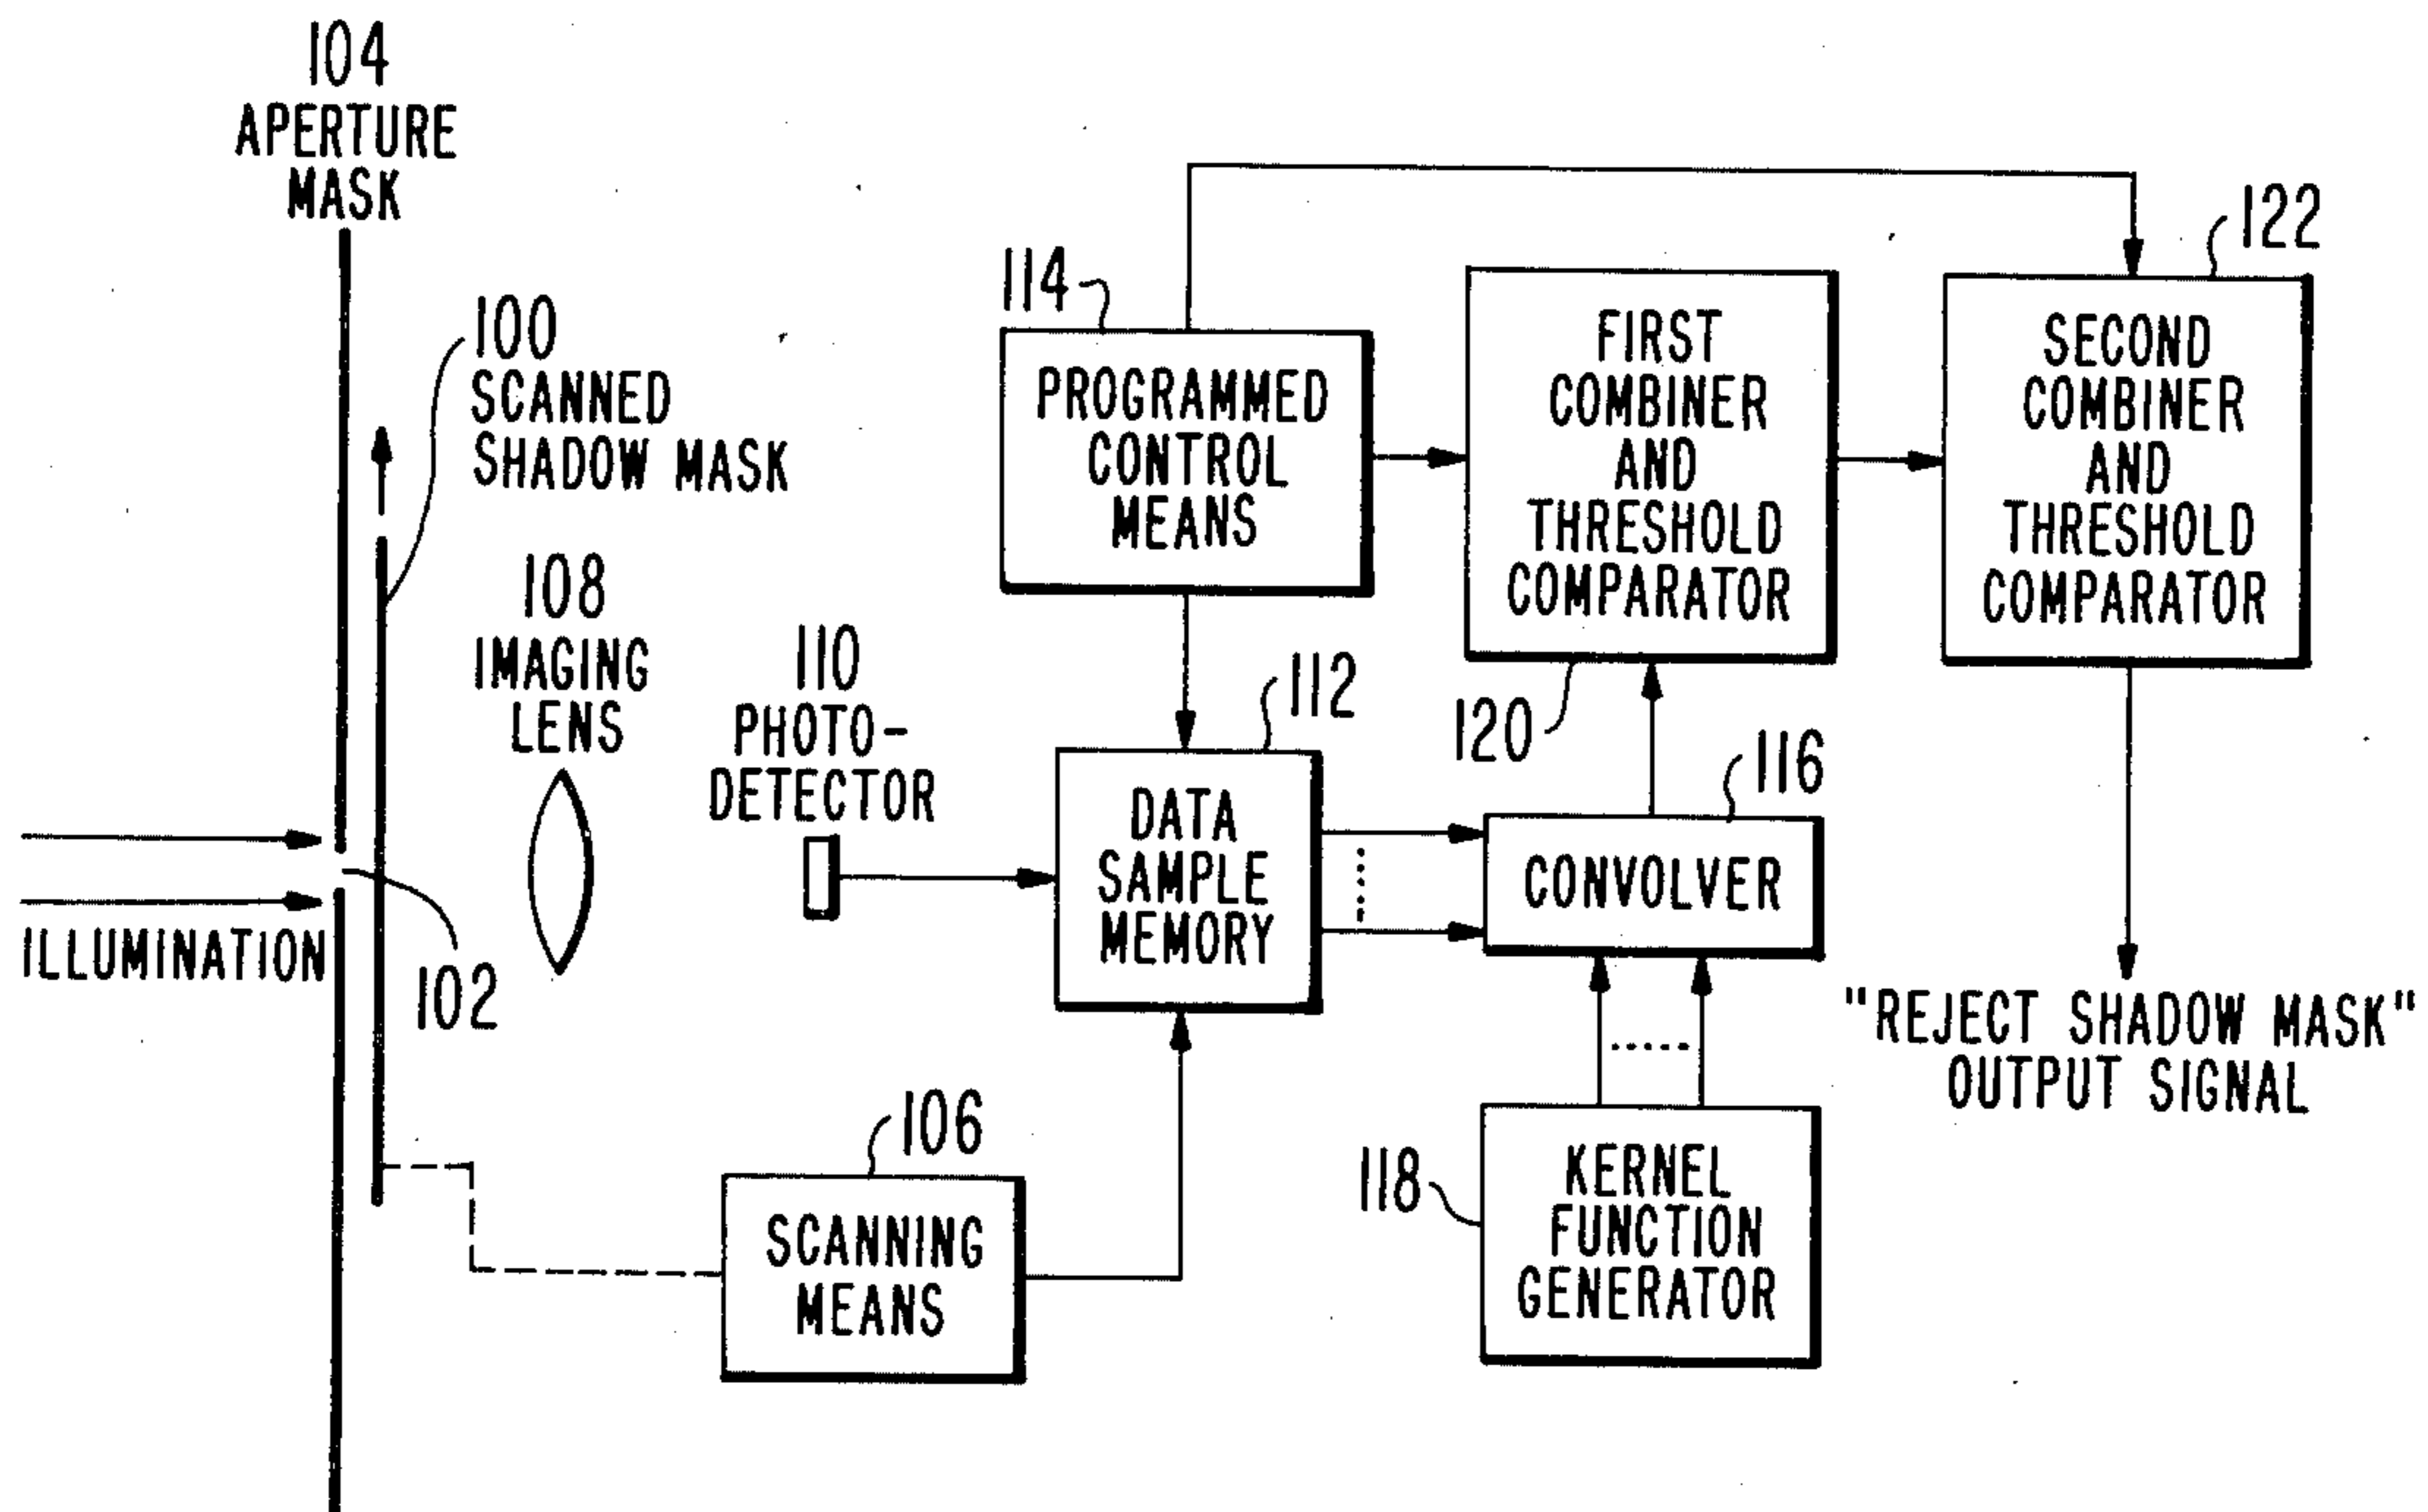 104
APERTURE
MASK
100
SCANNED
SHADOW MASK
108
IMAGING
LENS
110
PHOTO-
DETECTOR
ILLUMINATION
102
114
PROGRAMMED
CONTROL
MEANS
FIRST
COMBINER
AND
THRESHOLD
COMPARATOR
120
122
SECOND
COMBINER
AND
THRESHOLD
COMPARATOR
112
DATA
SAMPLE
MEMORY
116
CONVOLVER
"REJECT SHADOW MASK"
OUTPUT SIGNAL
106
SCANNING
MEANS
118
KERNEL
FUNCTION
GENERATOR